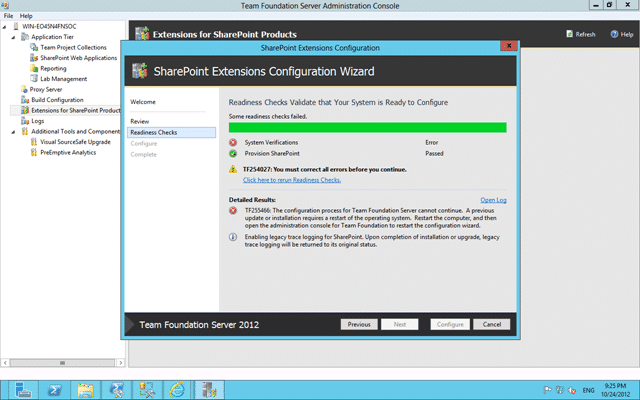 Team Foundation Server Administration Console
File Help
WIN-EO45N4FNSOC
Application Tier
Team Project Collections
SharePoint Web Applications
Reporting
Lab Management
Proxy Server
Build Configuration
Extensions for SharePoint Product
Logs
Additional Tools and Component
Visual SourceSafe Upgrade
PreEmptive Analytics
Extensions for SharePoint Products
Refresh
Help
SharePoint Extensions Configuration
SharePoint Extensions Configuration Wizard
Welcome
Review
Readiness Checks
Configure
Complete
Readiness Checks Validate that Your System is Ready to Configure
Some readiness checks failed.
System Verifications Error
Provision SharePoint Passed
TF254027: You must correct all errors before you continue.
Click here to rerun Readiness Checks.
Detailed Results: Open Log
TF255466: The configuration process for Team Foundation Server cannot continue. A previous
update or installation requires a restart of the operating system. Restart the computer, and then
open the administration console for Team Foundation to restart the configuration wizard.
Enabling legacy trace logging for SharePoint. Upon completion of installation or upgrade, legacy
trace logging will be returned to its original status.
Team Foundation Server 2012
Previous Next Configure Cancel
ENG
9:25 PM
10/24/2012